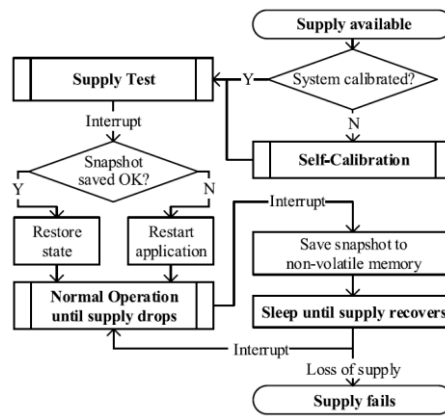 Supply available
System calibrated?
Y
N
Supply Test
Self-Calibration
Interrupt
Snapshot
saved OK?
Y
N
Restore
state
Restart
application
Normal Operation
until supply drops
Interrupt
Save snapshot to
non-volatile memory
Sleep until supply recovers
Interrupt
Loss of supply
Supply fails